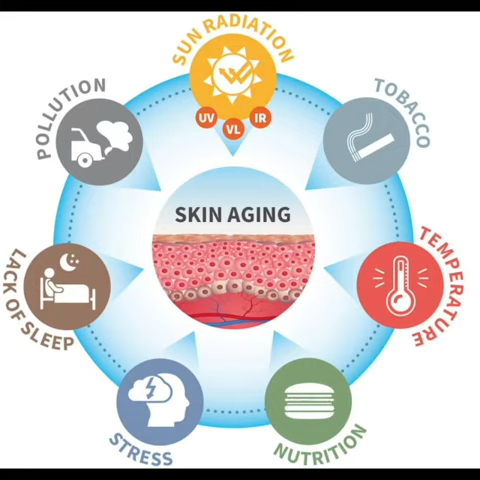 SUN RADIATION
UV
VL
IR
TOBACCO
TEMPERATURE
NUTRITION
STRESS
LACK OF SLEEP
POLLUTION
SKIN AGING